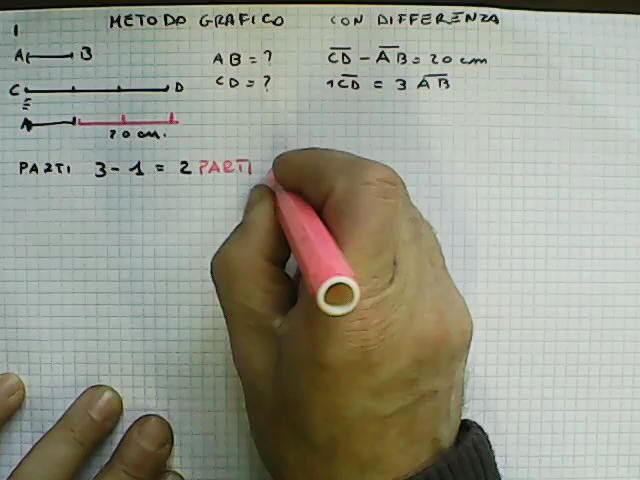 1 METODO GRAFICO CON DIFFERENZA
A B AB = ? CD - AB = 20 cm
C D CD = ? 1CD = 3 AB
E
A
20 cm.
PARTI 3 - 1 = 2 PARTI